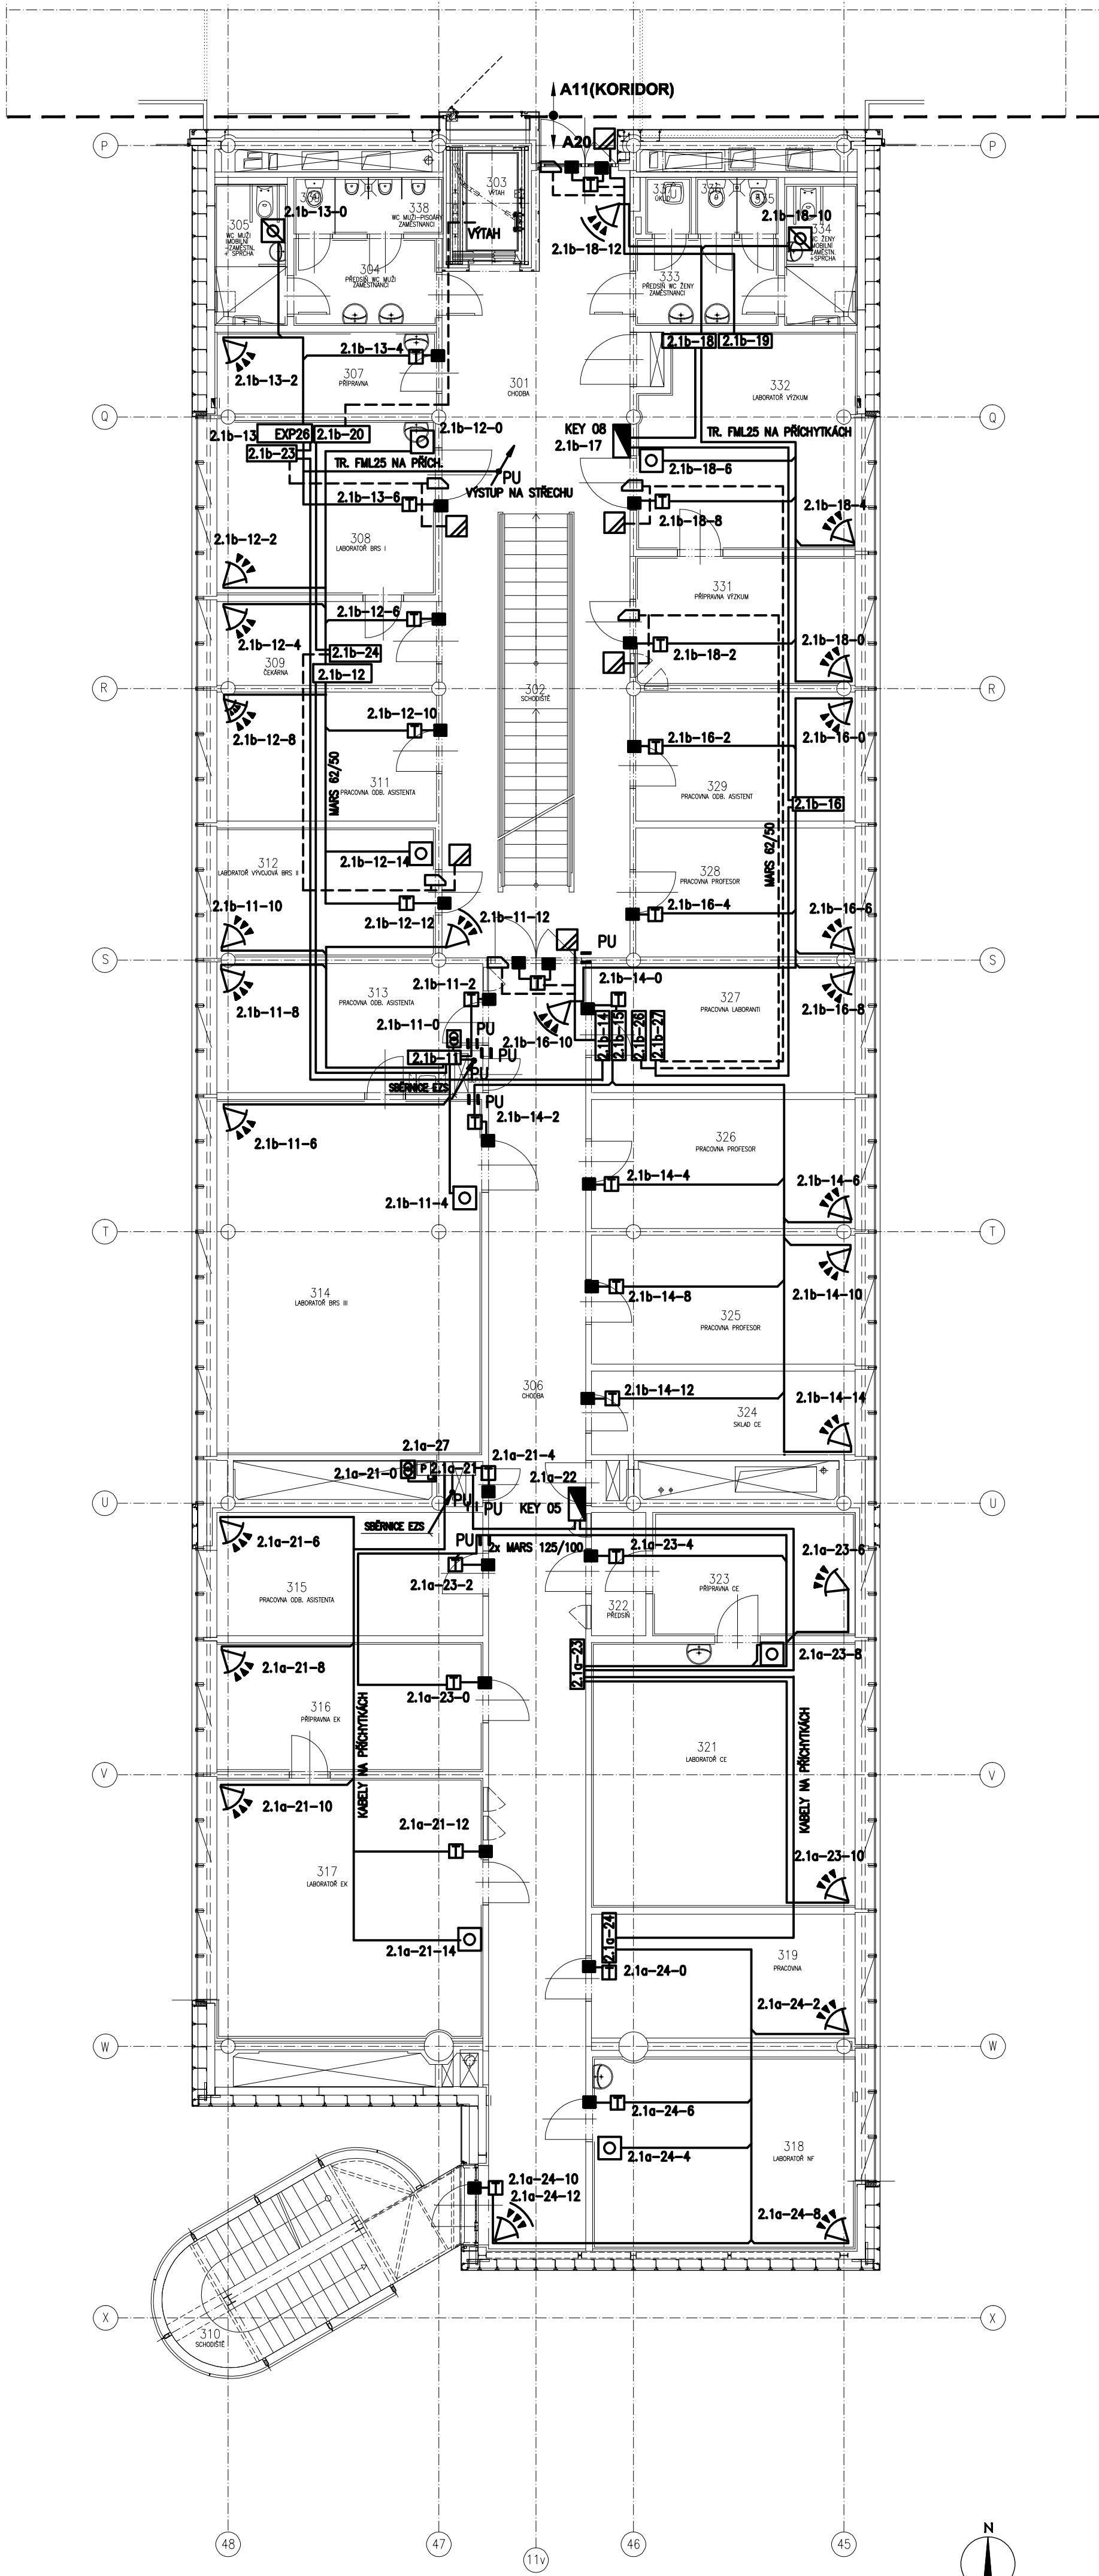 A11(KORIDOR)
A20
P
P
303
VÝTAH
VÝTAH
338
WC MUŽI-PISOÁRY
ZAMĚSTNANCI
305
WC MUŽI
IMOBILNÍ
+ SPRCHA
2.1b-13-0
304
PŘEDSÍŇ WC MUŽI
ZAMĚSTNANCI
2.1b-18-12
2.1b-18-10
334
WC ŽENY
+SPRCHA
333
PŘEDSÍŇ WC ŽENY
ZAMĚSTNANCI
2.1b-18
2.1b-19
2.1b-13-4
2.1b-13-2
307
PŘÍPRAVNA
301
CHODBA
332
LABORATOŘ VÝZKUM
Q
Q
2.1b-13
EXP26
2.1b-20
2.1b-23
2.1b-12-0
TR. FML25 NA PŘÍCH.
KEY 08
2.1b-17
TR. FML25 NA PŘÍCHYTKÁCH
2.1b-18-6
PU
VÝSTUP NA STŘECHU
2.1b-13-6
2.1b-18-8
2.1b-18-4
2.1b-12-2
308
LABORATOŘ BRS I
331
PŘÍPRAVNA VÝZKUM
2.1b-12-6
2.1b-12-4
309
ČEKÁRNA
2.1b-24
2.1b-12
2.1b-18-2
2.1b-18-0
R
R
302
SCHODIŠTĚ
2.1b-12-10
2.1b-12-8
2.1b-16-2
2.1b-16-0
MARS 62/50
311
PRACOVNA ODB. ASISTENTA
329
PRACOVNA ODB. ASISTENT
2.1b-16
MARS 62/50
312
LABORATOŘ VÝVOJOVÁ BRS II
2.1b-12-14
328
PRACOVNA PROFESOR
2.1b-11-10
2.1b-12-12
2.1b-11-12
2.1b-16-4
2.1b-16-6
S
S
PU
313
PRACOVNA ODB. ASISTENTA
2.1b-11-2
2.1b-14-0
327
PRACOVNA LABORANTI
2.1b-16-8
2.1b-11-8
2.1b-11-0
2.1b-11
PU
PU
PU
2.1b-16-10
2.1b-14
2.1b-15
2.1b-26
2.1b-27
SBĚRNICE EZS
PU
2.1b-14-2
2.1b-11-6
2.1b-11-4
326
PRACOVNA PROFESOR
2.1b-14-4
2.1b-14-6
T
T
314
LABORATOŘ BRS III
2.1b-14-8
2.1b-14-10
325
PRACOVNA PROFESOR
306
CHODBA
2.1b-14-12
2.1b-14-14
324
SKLAD CE
2.1a-27
2.1a-21-0
P
2.1a-21
2.1a-21-4
2.1a-22
U
U
PU
PU
KEY 05
SBĚRNICE EZS
PU
2x MARS 125/100
2.1a-21-6
2.1a-23-2
2.1a-23-4
2.1a-23-6
315
PRACOVNA ODB. ASISTENTA
322
PŘEDSÍŇ
323
PŘÍPRAVNA CE
2.1a-21-8
2.1a-23-0
2.1a-23
2.1a-23-8
316
PŘÍPRAVNA EK
KABELY NA PŘÍCHYTKÁCH
321
LABORATOŘ CE
KABELY NA PŘÍCHYTKÁCH
V
V
2.1a-21-10
2.1a-21-12
2.1a-23-10
317
LABORATOŘ EK
2.1a-21-14
2.1a-24
2.1a-24-0
319
PRACOVNA
2.1a-24-2
W
W
2.1a-24-6
2.1a-24-4
318
LABORATOŘ NF
2.1a-24-10
2.1a-24-12
2.1a-24-8
X
X
310
SCHODIŠTĚ
48
47
11v
46
45
N